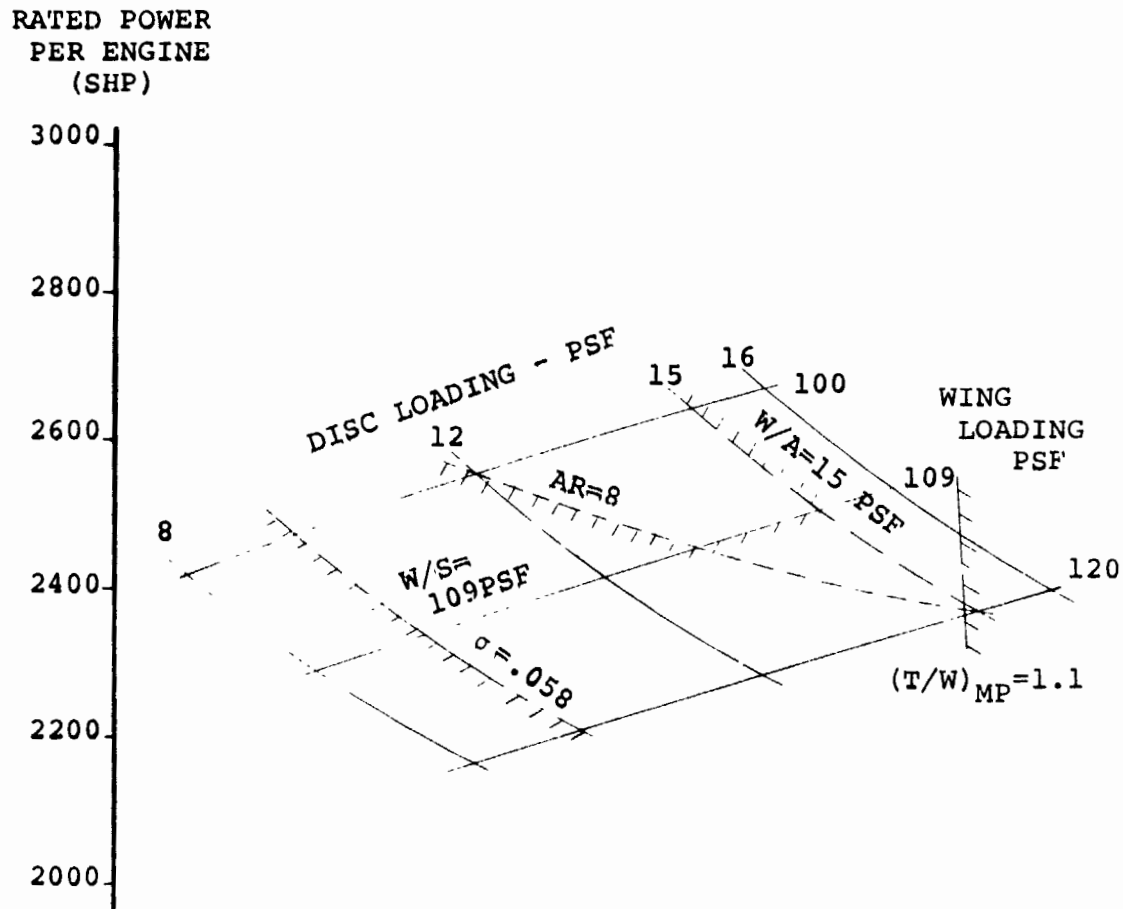 RATED POWER
PER ENGINE
(SHP)
3000
2800
2600
2400
2200
2000
DISC LOADING - PSF
8
12
15
16
100
109
120
WING
LOADING
PSF
W/A=15 PSF
AR=8
W/S=
109PSF
σ=.058
(T/W)MP=1.1